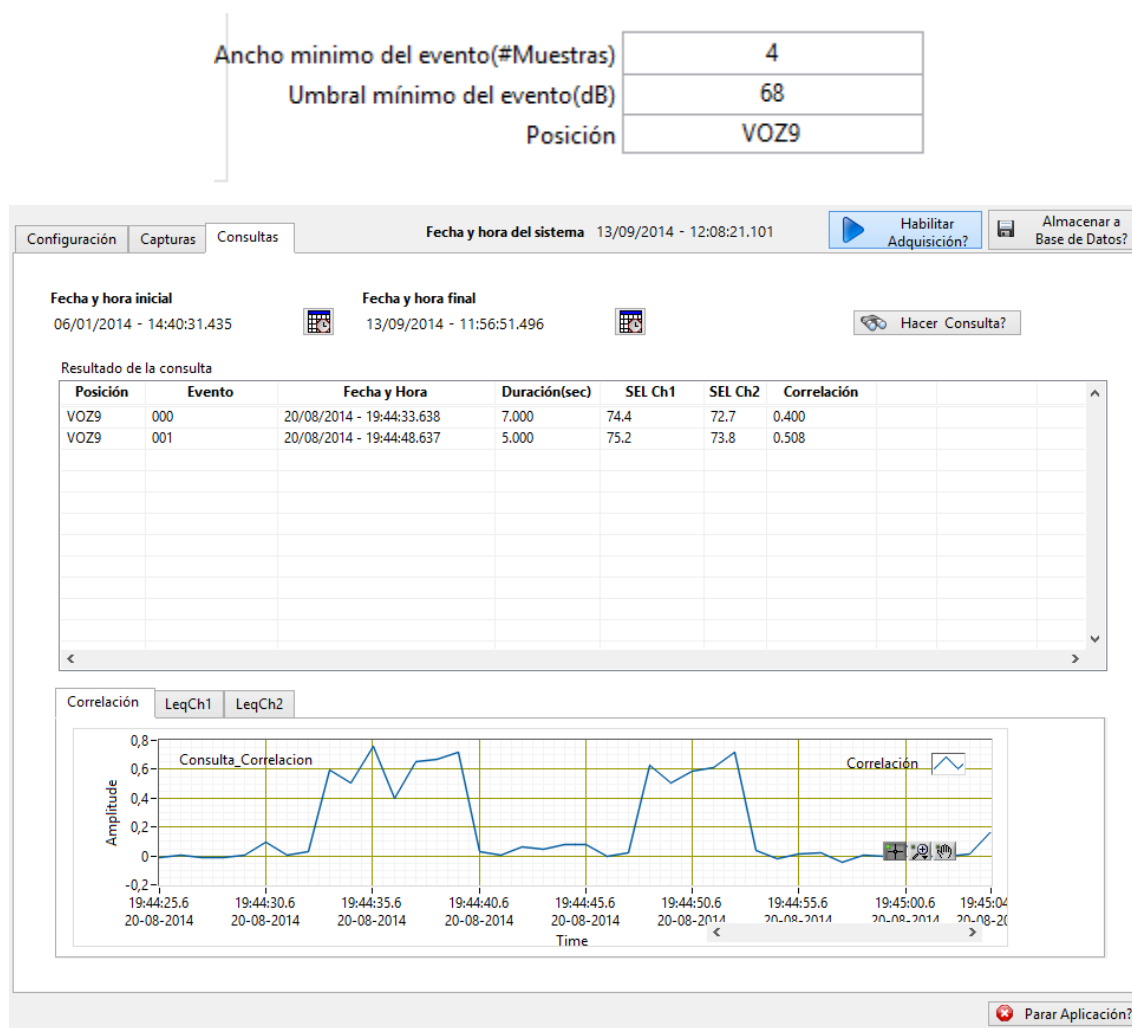 Ancho minimo del evento(#Muestras) 4
Umbral mínimo del evento(dB) 68
Posición VOZ9
Configuración Capturas Consultas Fecha y hora del sistema 13/09/2014 - 12:08:21.101 Habilitar Adquisición? Almacenar a Base de Datos?
Fecha y hora inicial Fecha y hora final
06/01/2014 - 14:40:31.435 13/09/2014 - 11:56:51.496 Hacer Consulta?
Resultado de la consulta
Posición Evento Fecha y Hora Duración(sec) SEL Ch1 SEL Ch2 Correlación
VOZ9 000 20/08/2014 - 19:44:33.638 7.000 74.4 72.7 0.400
VOZ9 001 20/08/2014 - 19:44:48.637 5.000 75.2 73.8 0.508
Correlación LeqCh1 LeqCh2
Consulta_Correlacion Correlación
Amplitude
0,8
0,6
0,4
0,2
0
-0,2
19:44:25.6 19:44:30.6 19:44:35.6 19:44:40.6 19:44:45.6 19:44:50.6 19:44:55.6 19:45:00.6 19:45:04
20-08-2014 20-08-2014 20-08-2014 20-08-2014 20-08-2014 20-08-2014 20-08-2014 20-08-2014
Time
Parar Aplicación?